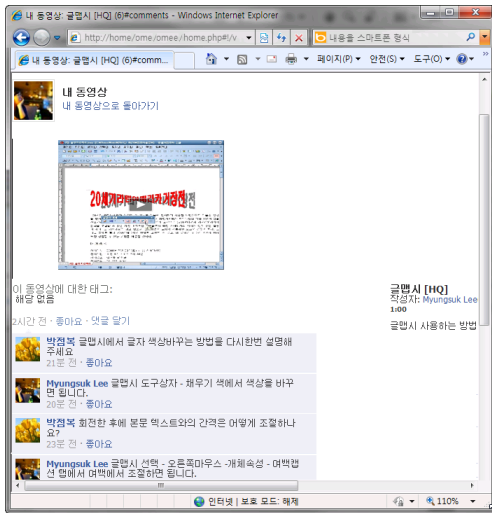 내 동영상: 글맵시 [HQ] (6)#comments - Windows Internet Explorer
http://home/ome/omee/home.php#!/v
내용을 스마트폰 형식
내 동영상: 글맵시 [HQ] (6)#comm...
페이지(P) 안전(S) 도구(O)
내 동영상
내 동영상으로 돌아가기
이 동영상에 대한 태그:
해당 없음
2시간 전 · 좋아요 · 댓글 달기
글맵시 [HQ]
작성자: Myungsuk Lee
1:00
글맵시 사용하는 방법
박점복 글맵시에서 글자 색상바꾸는 방법을 다시한번 설명해
주세요
21분 전 · 좋아요
Myungsuk Lee 글맵시 도구상자 - 채우기 색에서 색상을 바꾸
면 됩니다.
20분 전 · 좋아요
박점복 회전한 후에 본문 텍스트와의 간격은 어떻게 조절하나
요?
23분 전 · 좋아요
Myungsuk Lee 글맵시 선택 - 오른쪽마우스 -개체속성 - 여백캡
션 탭에서 여백에서 조절하면 됩니다.
인터넷 | 보호 모드: 해제
110%